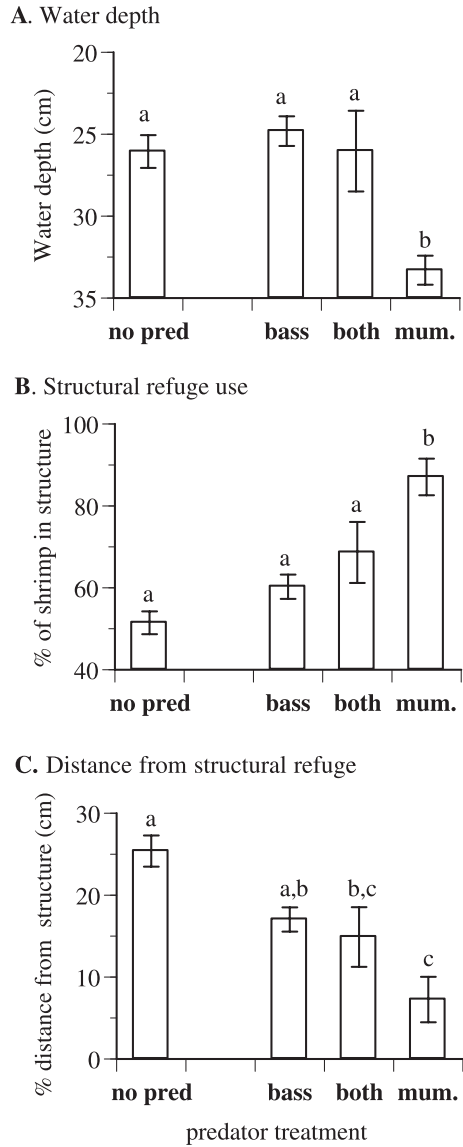 A. Water depth
20
25
30
35
Water depth (cm)
a
a
a
b
no pred bass both mum.
B. Structural refuge use
100
80
60
40
% of shrimp in structure
a
a
a
b
no pred bass both mum.
C. Distance from structural refuge
30
20
10
0
% distance from structure (cm)
a
a,b
b,c
c
no pred bass both mum.
predator treatment